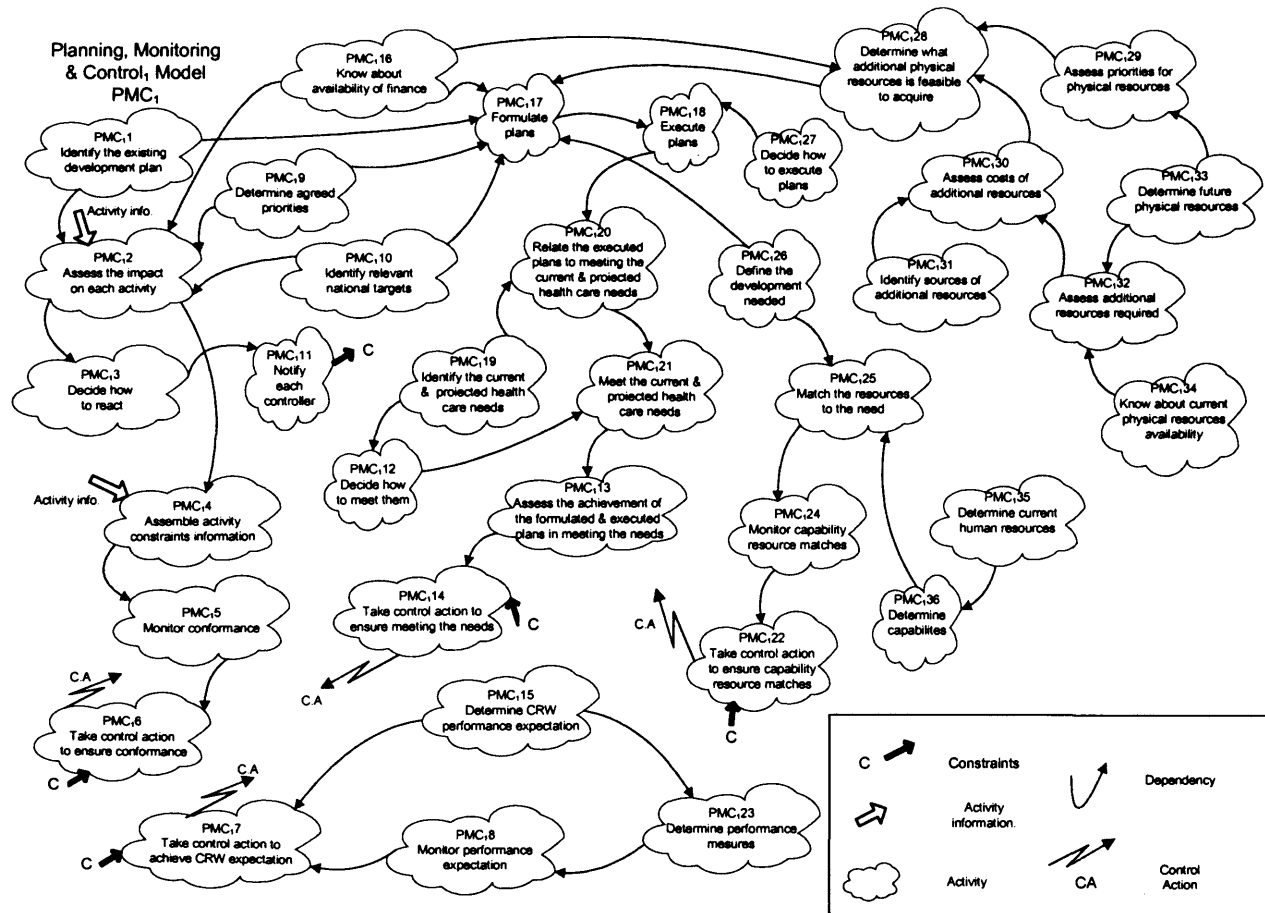 Planning, Monitoring
& Control₁ Model
PMC₁
PMC₁1
Identify the existing
development plan
Activity info.
PMC₁2
Assess the impact
on each activity
PMC₁3
Decide how
to react
Activity info.
PMC₁4
Assemble activity
constraints information
PMC₁5
Monitor conformance
C.A
PMC₁6
Take control action
to ensure conformance
C
C.A
PMC₁7
Take control action to
achieve CRW expectation
C
PMC₁8
Monitor performance
expectation
PMC₁9
Determine agreed
priorities
PMC₁10
Identify relevant
national targets
PMC₁11
Notify
each
controller
C
PMC₁12
Decide how
to meet them
PMC₁13
Assess the achievement of
the formulated & executed
plans in meeting the needs
PMC₁14
Take control action to
ensure meeting the needs
C
C.A
PMC₁15
Determine CRW
performance expectation
PMC₁16
Know about
availability of finance
PMC₁17
Formulate
plans
PMC₁18
Execute
plans
PMC₁19
Identify the current
& projected health
care needs
PMC₁20
Relate the executed
plans to meeting the
current & projected
health care needs
PMC₁21
Meet the current &
projected health
care needs
PMC₁22
Take control action
to ensure capability
resource matches
C.A
C
PMC₁23
Determine performance
mesures
PMC₁24
Monitor capability
resource matches
PMC₁25
Match the resources
to the need
PMC₁26
Define the
development
needed
PMC₁27
Decide how
to execute
plans
PMC₁28
Determine what
additional physical
resources is feasible
to acquire
PMC₁29
Assess priorities for
physical resources
PMC₁30
Assess costs of
additional resources
PMC₁31
Identify sources of
additional resources
PMC₁32
Assess additional
resources required
PMC₁33
Determine future
physical resources
PMC₁34
Know about current
physical resources
availability
PMC₁35
Determine current
human resources
PMC₁36
Determine
capabilites
C
Constraints
Dependency
Activity
information.
Activity
CA
Control
Action